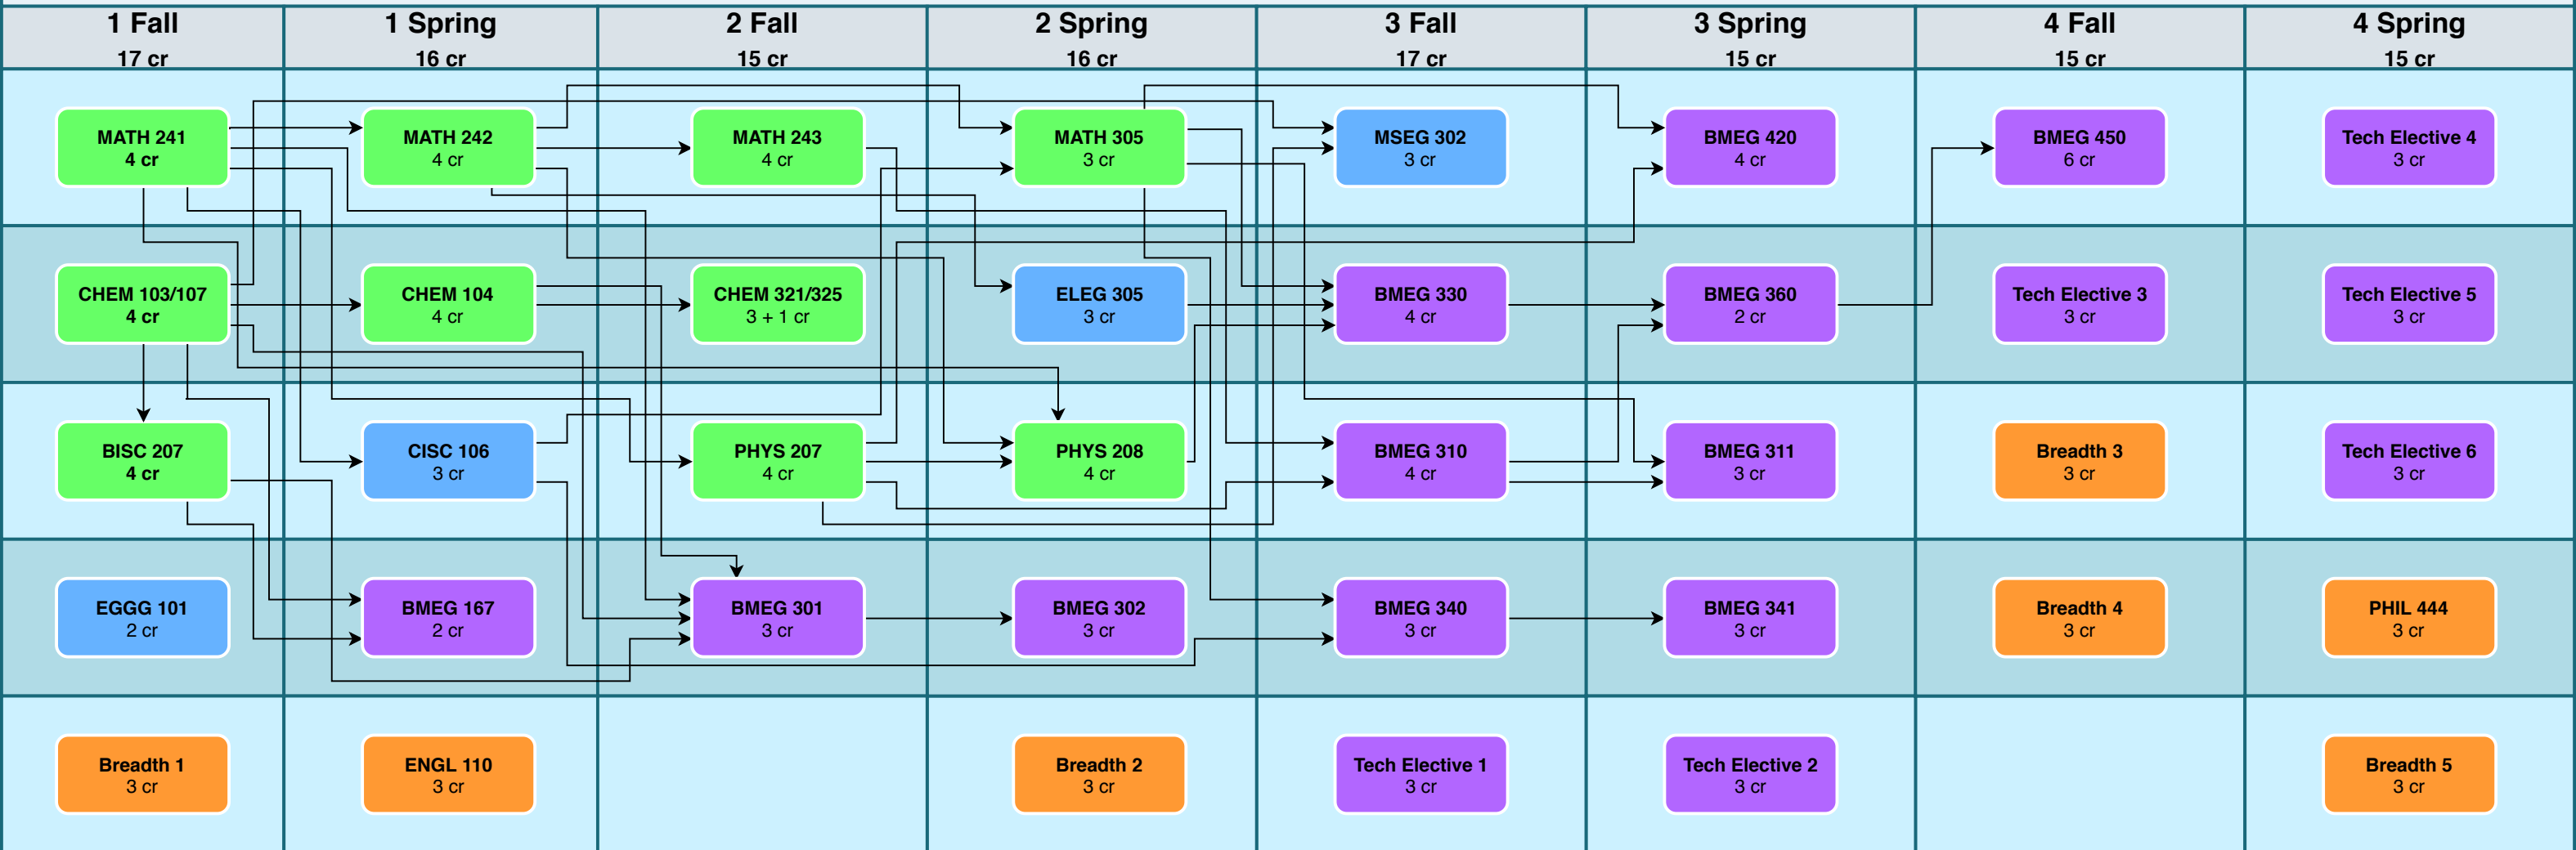 1 Fall
17 cr
1 Spring
16 cr
2 Fall
15 cr
2 Spring
16 cr
3 Fall
17 cr
3 Spring
15 cr
4 Fall
15 cr
4 Spring
15 cr
MATH 241
4 cr
MATH 242
4 cr
MATH 243
4 cr
MATH 305
3 cr
MSEG 302
3 cr
BMEG 420
4 cr
BMEG 450
6 cr
Tech Elective 4
3 cr
CHEM 103/107
4 cr
CHEM 104
4 cr
CHEM 321/325
3 + 1 cr
ELEG 305
3 cr
BMEG 330
4 cr
BMEG 360
2 cr
Tech Elective 3
3 cr
Tech Elective 5
3 cr
BISC 207
4 cr
CISC 106
3 cr
PHYS 207
4 cr
PHYS 208
4 cr
BMEG 310
4 cr
BMEG 311
3 cr
Breadth 3
3 cr
Tech Elective 6
3 cr
EGGG 101
2 cr
BMEG 167
2 cr
BMEG 301
3 cr
BMEG 302
3 cr
BMEG 340
3 cr
BMEG 341
3 cr
Breadth 4
3 cr
PHIL 444
3 cr
Breadth 1
3 cr
ENGL 110
3 cr
Breadth 2
3 cr
Tech Elective 1
3 cr
Tech Elective 2
3 cr
Breadth 5
3 cr